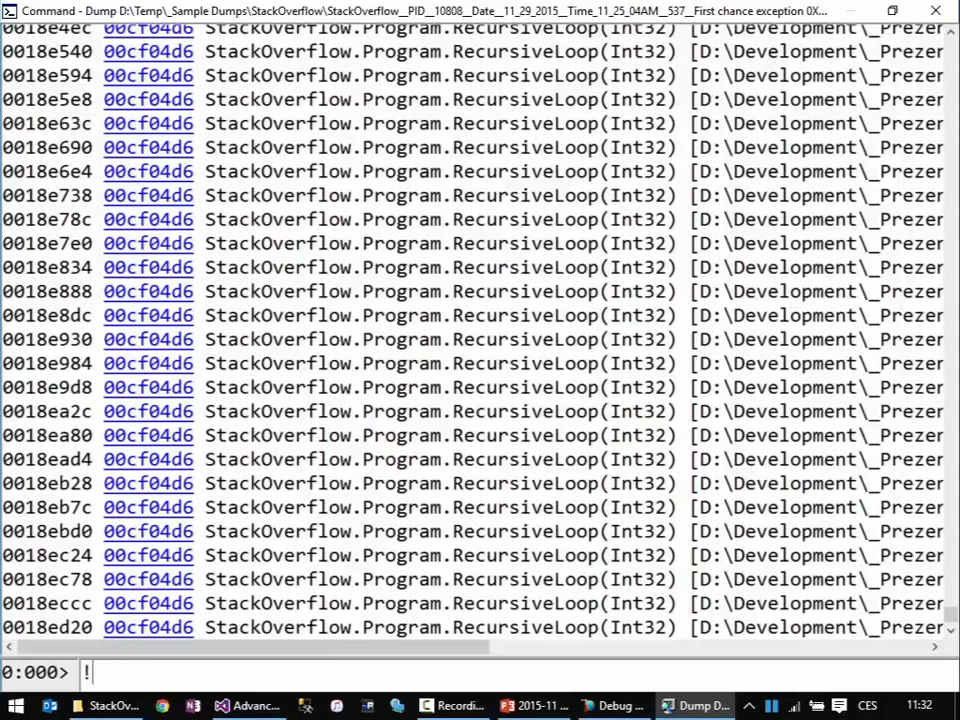 Command - Dump D:\Temp\_Sample Dumps\StackOverflow\StackOverflow__PID__10808__Date__11_29_2015__Time_11_25_04AM__537__First chance exception 0X...
0018e4ec 00cf04d6 StackOverflow.Program.RecursiveLoop(Int32) [D:\Development\_Prezer
0018e540 00cf04d6 StackOverflow.Program.RecursiveLoop(Int32) [D:\Development\_Prezer
0018e594 00cf04d6 StackOverflow.Program.RecursiveLoop(Int32) [D:\Development\_Prezer
0018e5e8 00cf04d6 StackOverflow.Program.RecursiveLoop(Int32) [D:\Development\_Prezer
0018e63c 00cf04d6 StackOverflow.Program.RecursiveLoop(Int32) [D:\Development\_Prezer
0018e690 00cf04d6 StackOverflow.Program.RecursiveLoop(Int32) [D:\Development\_Prezer
0018e6e4 00cf04d6 StackOverflow.Program.RecursiveLoop(Int32) [D:\Development\_Prezer
0018e738 00cf04d6 StackOverflow.Program.RecursiveLoop(Int32) [D:\Development\_Prezer
0018e78c 00cf04d6 StackOverflow.Program.RecursiveLoop(Int32) [D:\Development\_Prezer
0018e7e0 00cf04d6 StackOverflow.Program.RecursiveLoop(Int32) [D:\Development\_Prezer
0018e834 00cf04d6 StackOverflow.Program.RecursiveLoop(Int32) [D:\Development\_Prezer
0018e888 00cf04d6 StackOverflow.Program.RecursiveLoop(Int32) [D:\Development\_Prezer
0018e8dc 00cf04d6 StackOverflow.Program.RecursiveLoop(Int32) [D:\Development\_Prezer
0018e930 00cf04d6 StackOverflow.Program.RecursiveLoop(Int32) [D:\Development\_Prezer
0018e984 00cf04d6 StackOverflow.Program.RecursiveLoop(Int32) [D:\Development\_Prezer
0018e9d8 00cf04d6 StackOverflow.Program.RecursiveLoop(Int32) [D:\Development\_Prezer
0018ea2c 00cf04d6 StackOverflow.Program.RecursiveLoop(Int32) [D:\Development\_Prezer
0018ea80 00cf04d6 StackOverflow.Program.RecursiveLoop(Int32) [D:\Development\_Prezer
0018ead4 00cf04d6 StackOverflow.Program.RecursiveLoop(Int32) [D:\Development\_Prezer
0018eb28 00cf04d6 StackOverflow.Program.RecursiveLoop(Int32) [D:\Development\_Prezer
0018eb7c 00cf04d6 StackOverflow.Program.RecursiveLoop(Int32) [D:\Development\_Prezer
0018ebd0 00cf04d6 StackOverflow.Program.RecursiveLoop(Int32) [D:\Development\_Prezer
0018ec24 00cf04d6 StackOverflow.Program.RecursiveLoop(Int32) [D:\Development\_Prezer
0018ec78 00cf04d6 StackOverflow.Program.RecursiveLoop(Int32) [D:\Development\_Prezer
0018eccc 00cf04d6 StackOverflow.Program.RecursiveLoop(Int32) [D:\Development\_Prezer
0018ed20 00cf04d6 StackOverflow.Program.RecursiveLoop(Int32) [D:\Development\_Prezer
0:000> !
StackOv... Advanc... Recordi... 2015-11 ... Debug ... Dump D... CES 11:32